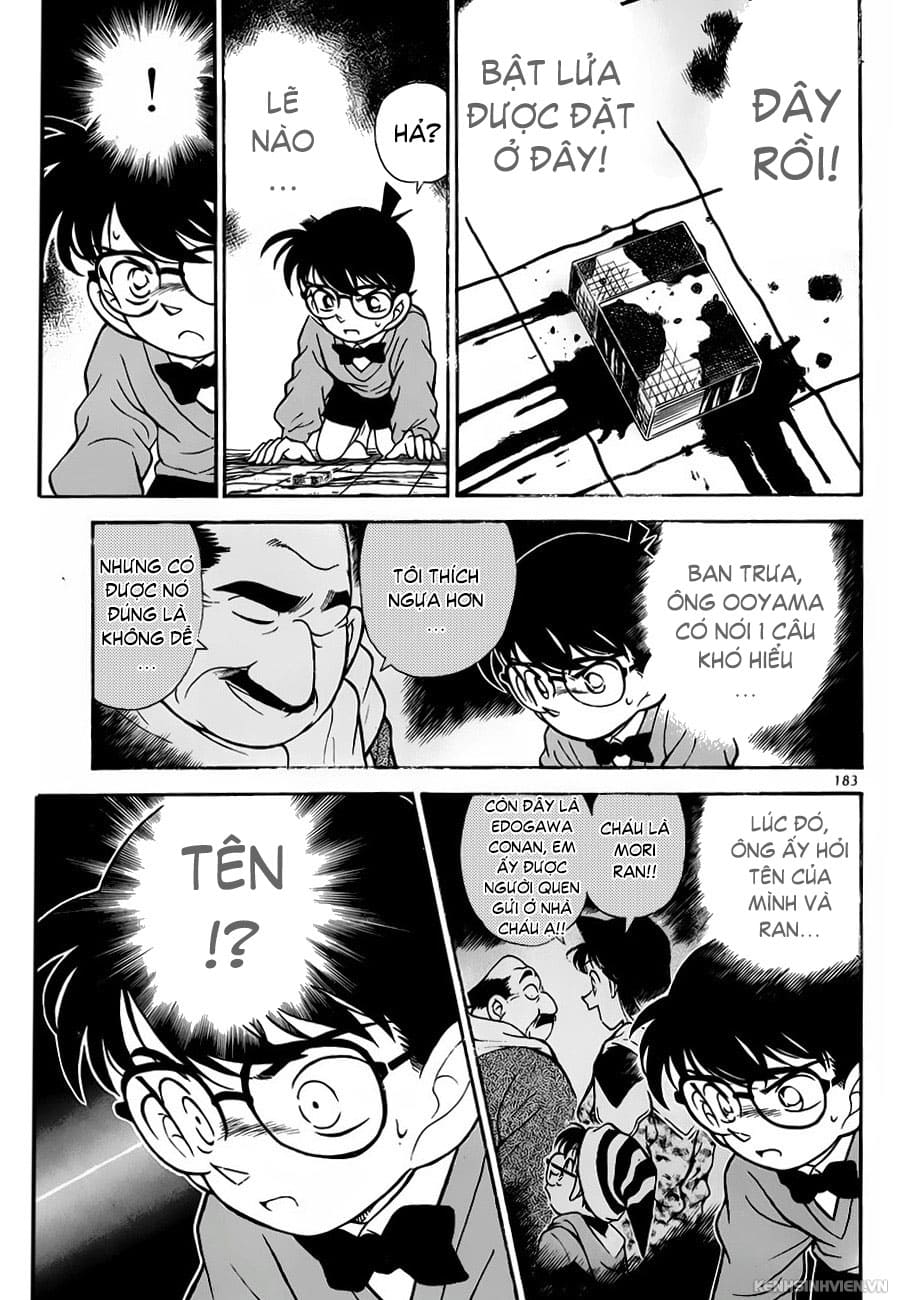 ĐÂY
RỒI!
BẬT LỬA
ĐƯỢC ĐẶT
Ở ĐÂY!
HẢ?
LẼ
NÀO
...
!
BAN TRƯA,
ÔNG OOYAMA
CÓ NÓI 1 CÂU
KHÓ HIỂU
...
TÔI THÍCH
NGỰA HƠN
...
NHƯNG CÓ
ĐƯỢC NÓ
ĐÚNG LÀ
KHÔNG DỄ
...
183
LÚC ĐÓ,
ÔNG ẤY HỎI
TÊN CỦA
MÌNH VÀ
RAN...
CHÁU LÀ
MORI
RAN!!
CÒN ĐÂY LÀ
EDOGAWA
CONAN, EM
ẤY ĐƯỢC
NGƯỜI QUEN
GỬI Ở NHÀ
CHÁU Ạ!!
TÊN
!?
KENHSINHVIEN.VN